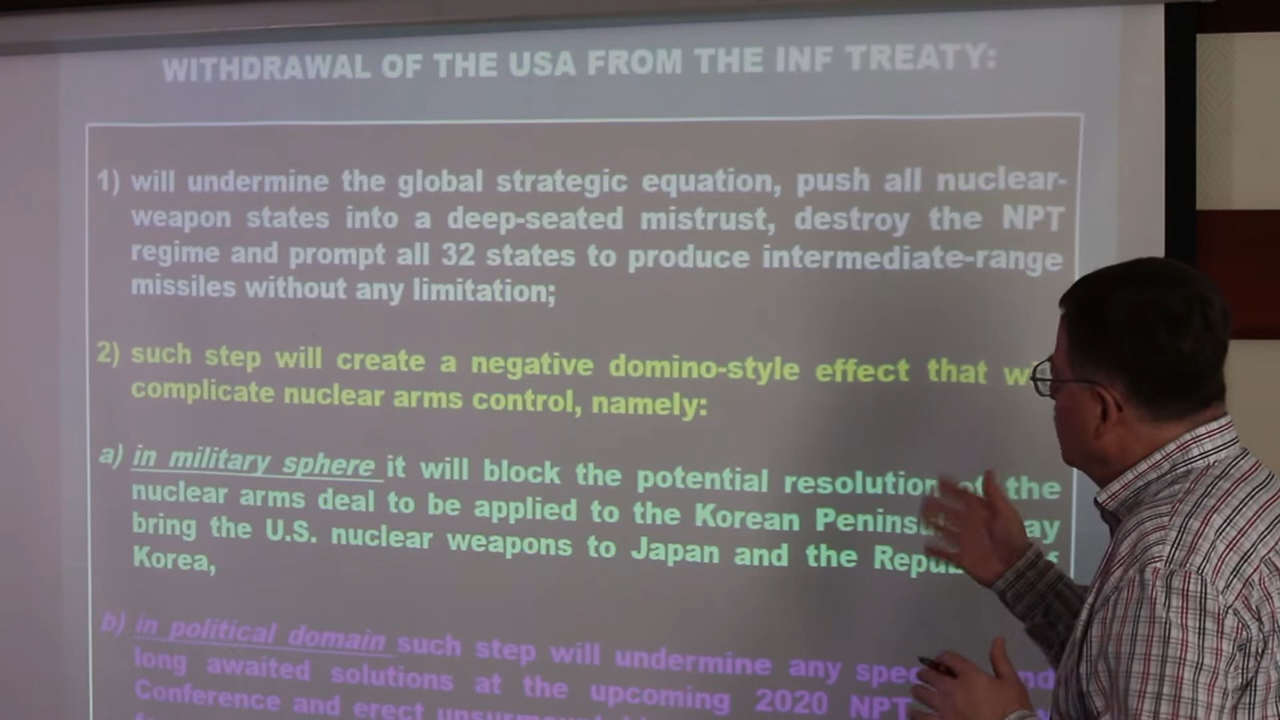 WITHDRAWAL OF THE USA FROM THE INF TREATY:
1) will undermine the global strategic equation, push all nuclear-
weapon states into a deep-seated mistrust, destroy the NPT
regime and prompt all 32 states to produce intermediate-range
missiles without any limitation;
2) such step will create a negative domino-style effect that
complicate nuclear arms control, namely:
a) in military sphere it will block the potential resolution of the
nuclear arms deal to be applied to the Korean
bring the U.S. nuclear weapons to Japan and the
Korea,
b) in political domain such step will undermine any
long awaited solutions at the upcoming 2020 NPT
Conference and erect